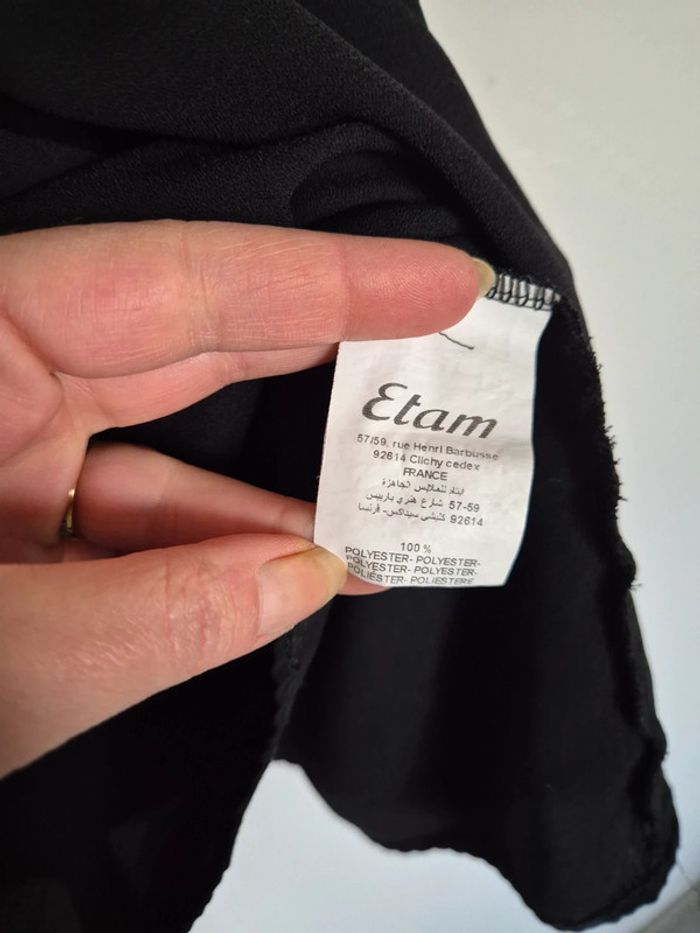 Etam
57/59, rue Henri Barbusse
92614 Clichy cedex
FRANCE
ايتام للملابس الجاهزة
57-59 شارع هنري باربيس
92614 كليشي سيداكس- فرنسا
100 %
POLYESTER- POLYESTER-
POLYESTER- POLYESTER-
POLIÉSTER- POLIESTERE